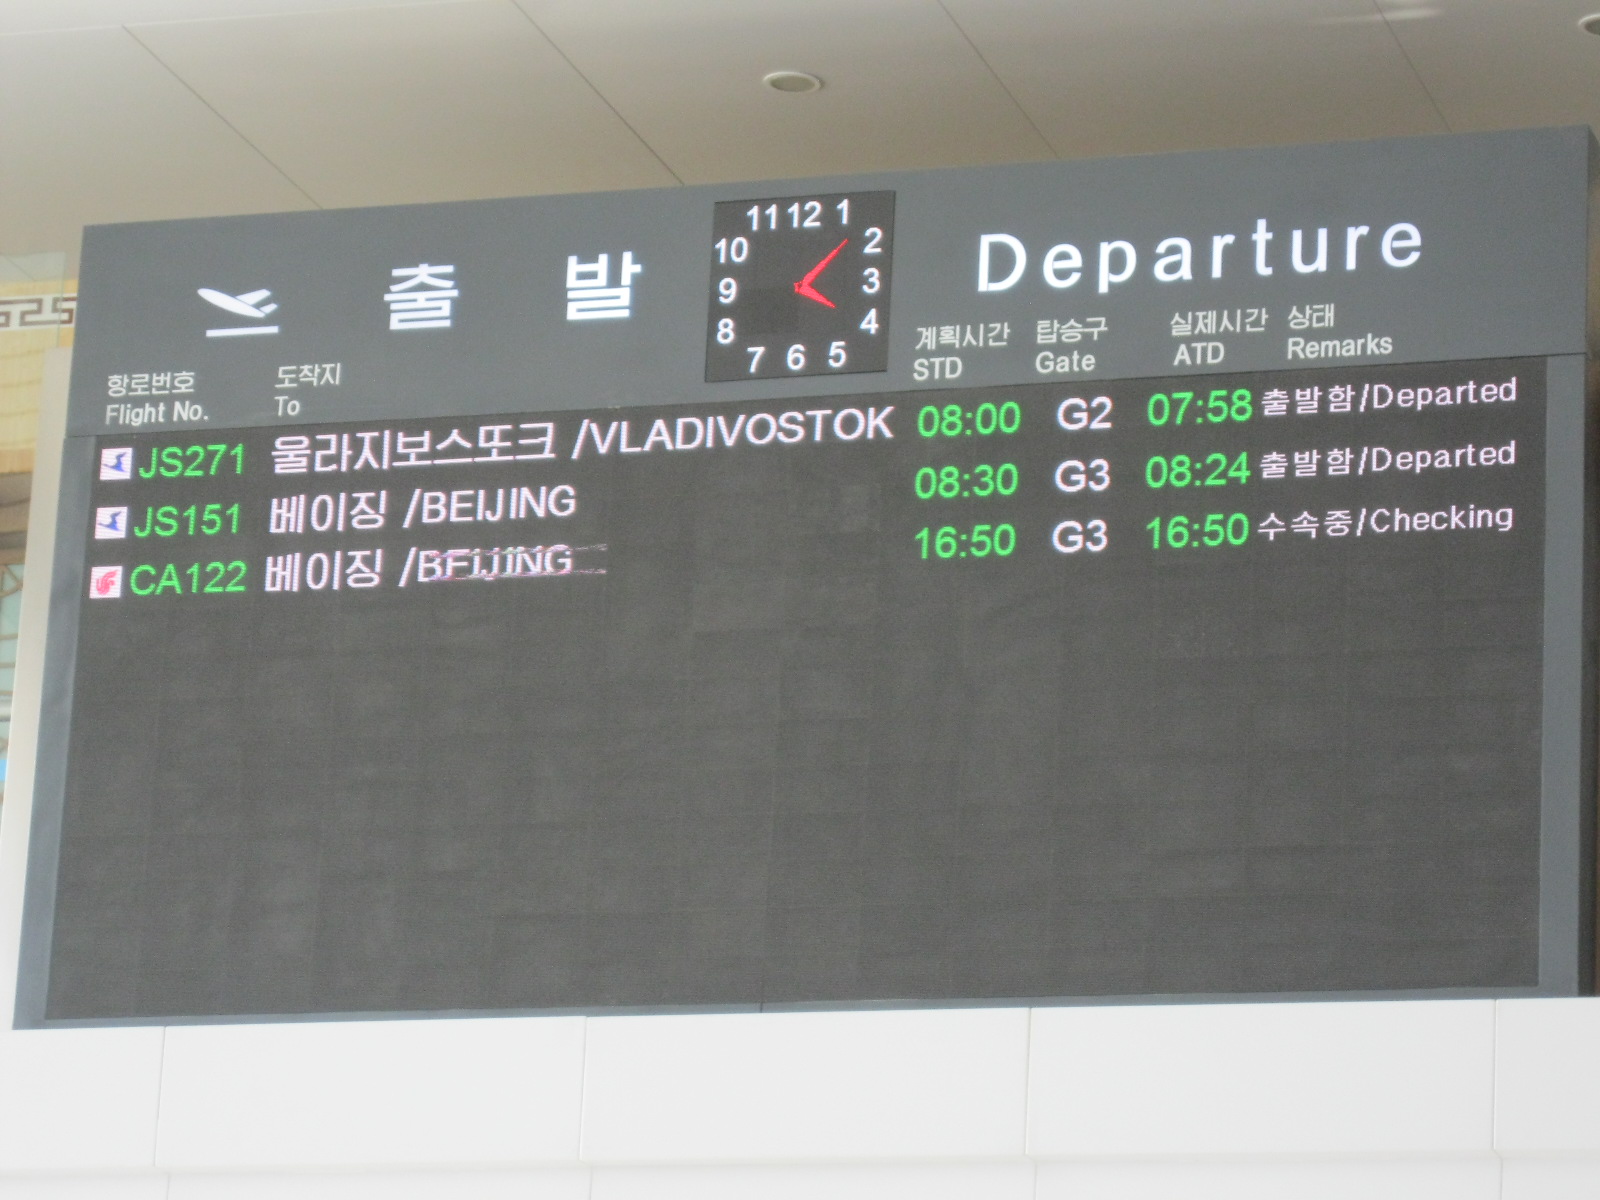 출 발
Departure
11 12 1
10 2
9 3
8 4
7 6 5
항로번호 도착지 계획시간 탑승구 실제시간 상태
Flight No. To STD Gate ATD Remarks
JS271 울라지보스또크 /VLADIVOSTOK 08:00 G2 07:58 출발함/Departed
JS151 베이징 /BEIJING 08:30 G3 08:24 출발함/Departed
CA122 베이징 /BEIJING 16:50 G3 16:50 수속중/Checking